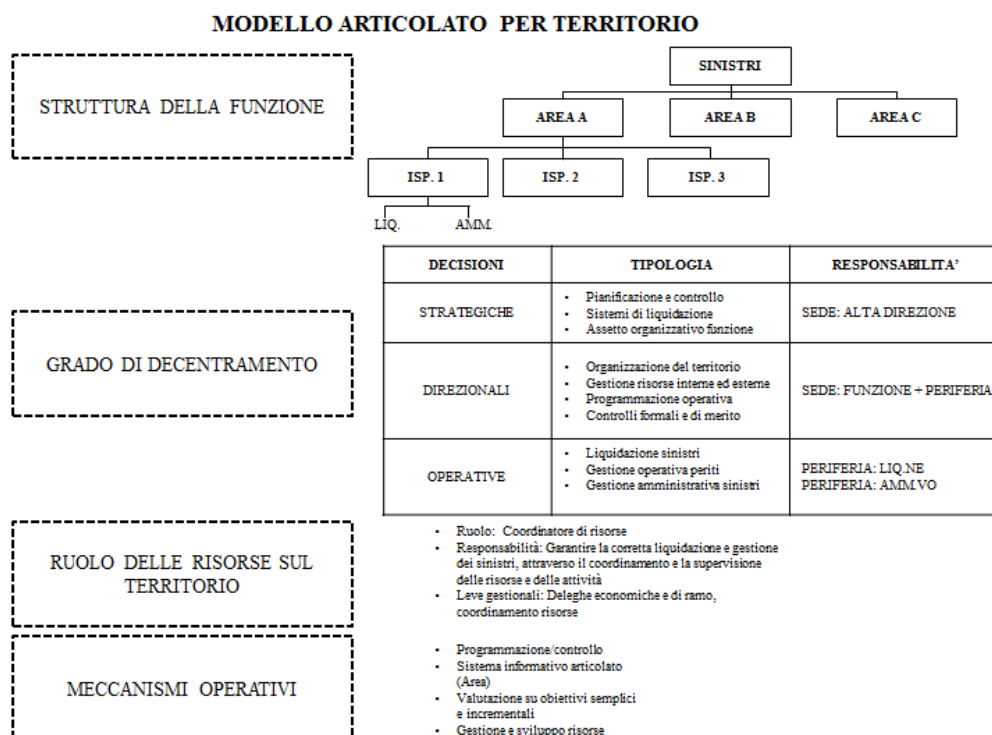 MODELLO ARTICOLATO PER TERRITORIO
STRUTTURA DELLA FUNZIONE
SINISTRI
AREA A
AREA B
AREA C
ISP. 1
ISP. 2
ISP. 3
LIQ.
AMM.
GRADO DI DECENTRAMENTO
DECISIONI
TIPOLOGIA
RESPONSABILITA'
STRATEGICHE
• Pianificazione e controllo
• Sistemi di liquidazione
• Assetto organizzativo funzione
SEDE: ALTA DIREZIONE
DIREZIONALI
• Organizzazione del territorio
• Gestione risorse interne ed esterne
• Programmazione operativa
• Controlli formali e di merito
SEDE: FUNZIONE + PERIFERIA
OPERATIVE
• Liquidazione sinistri
• Gestione operativa periti
• Gestione amministrativa sinistri
PERIFERIA: LIQ.NE
PERIFERIA: AMM.VO
RUOLO DELLE RISORSE SUL
TERRITORIO
• Ruolo: Coordinatore di risorse
• Responsabilità: Garantire la corretta liquidazione e gestione
dei sinistri, attraverso il coordinamento e la supervisione
delle risorse e delle attività
• Leve gestionali: Deleghe economiche e di ramo,
coordinamento risorse
MECCANISMI OPERATIVI
• Programmazione/controllo
• Sistema informativo articolato
(Area)
• Valutazione su obiettivi semplici
e incrementali
• Gestione e sviluppo risorse